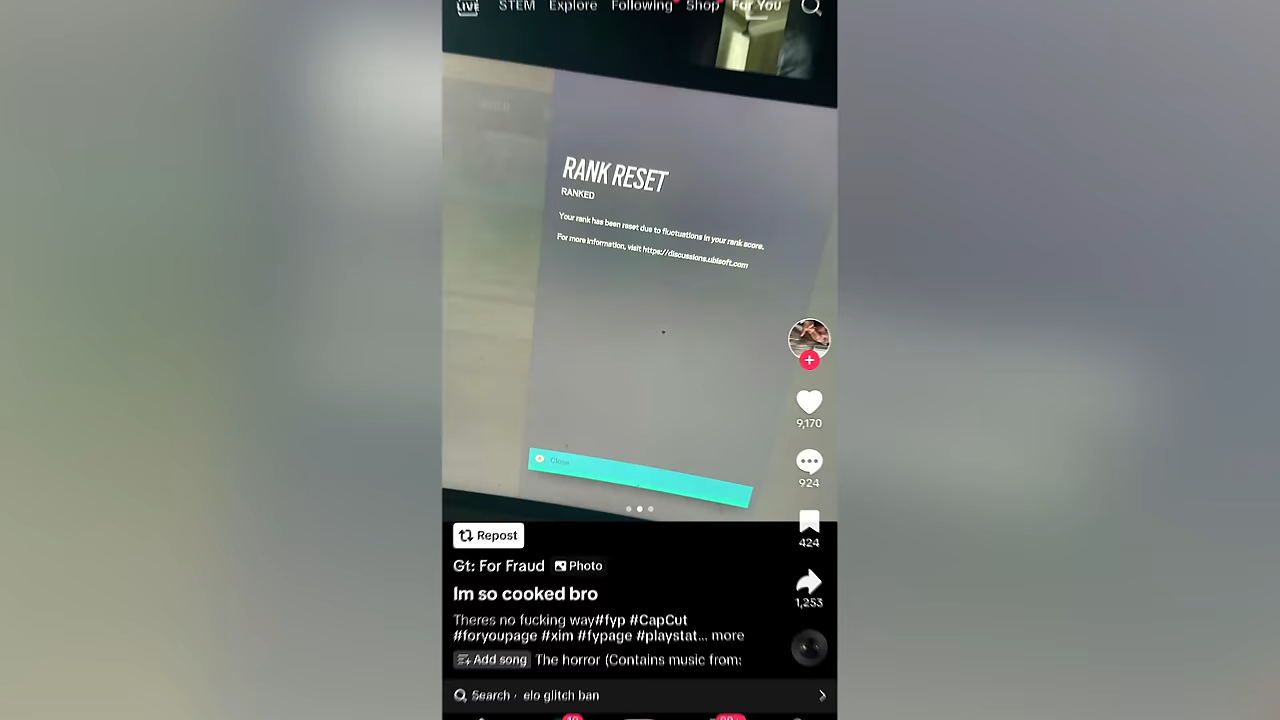 LIVE STEM Explore Following Shop For You
RANK RESET
RANKED
Your rank has been reset due to fluctuations in your rank score.
For more information, visit https://discussions.ubisoft.com
Close
9,170
924
424
1,253
Repost
Gt: For Fraud Photo
Im so cooked bro
Theres no fucking way#fyp #CapCut
#foryoupage #xim #fypage #playstat... more
Add song The horror (Contains music from:
Search · elo glitch ban